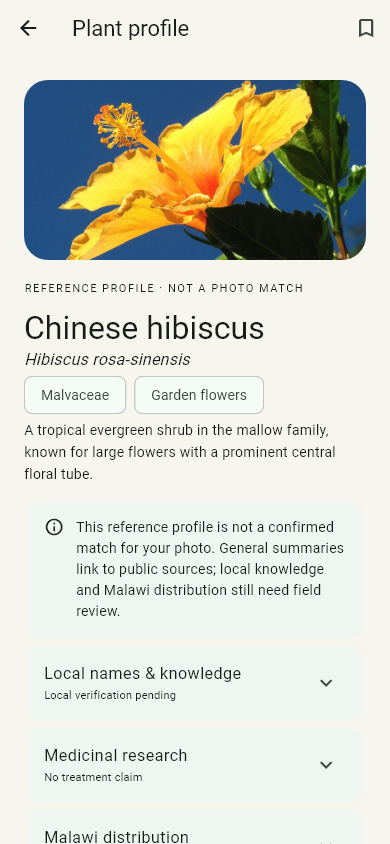 Plant profile
REFERENCE PROFILE · NOT A PHOTO MATCH
Chinese hibiscus
Hibiscus rosa-sinensis
Malvaceae
Garden flowers
A tropical evergreen shrub in the mallow family,
known for large flowers with a prominent central
floral tube.
This reference profile is not a confirmed
match for your photo. General summaries
link to public sources; local knowledge
and Malawi distribution still need field
review.
Local names & knowledge
Local verification pending
Medicinal research
No treatment claim
Malawi distribution